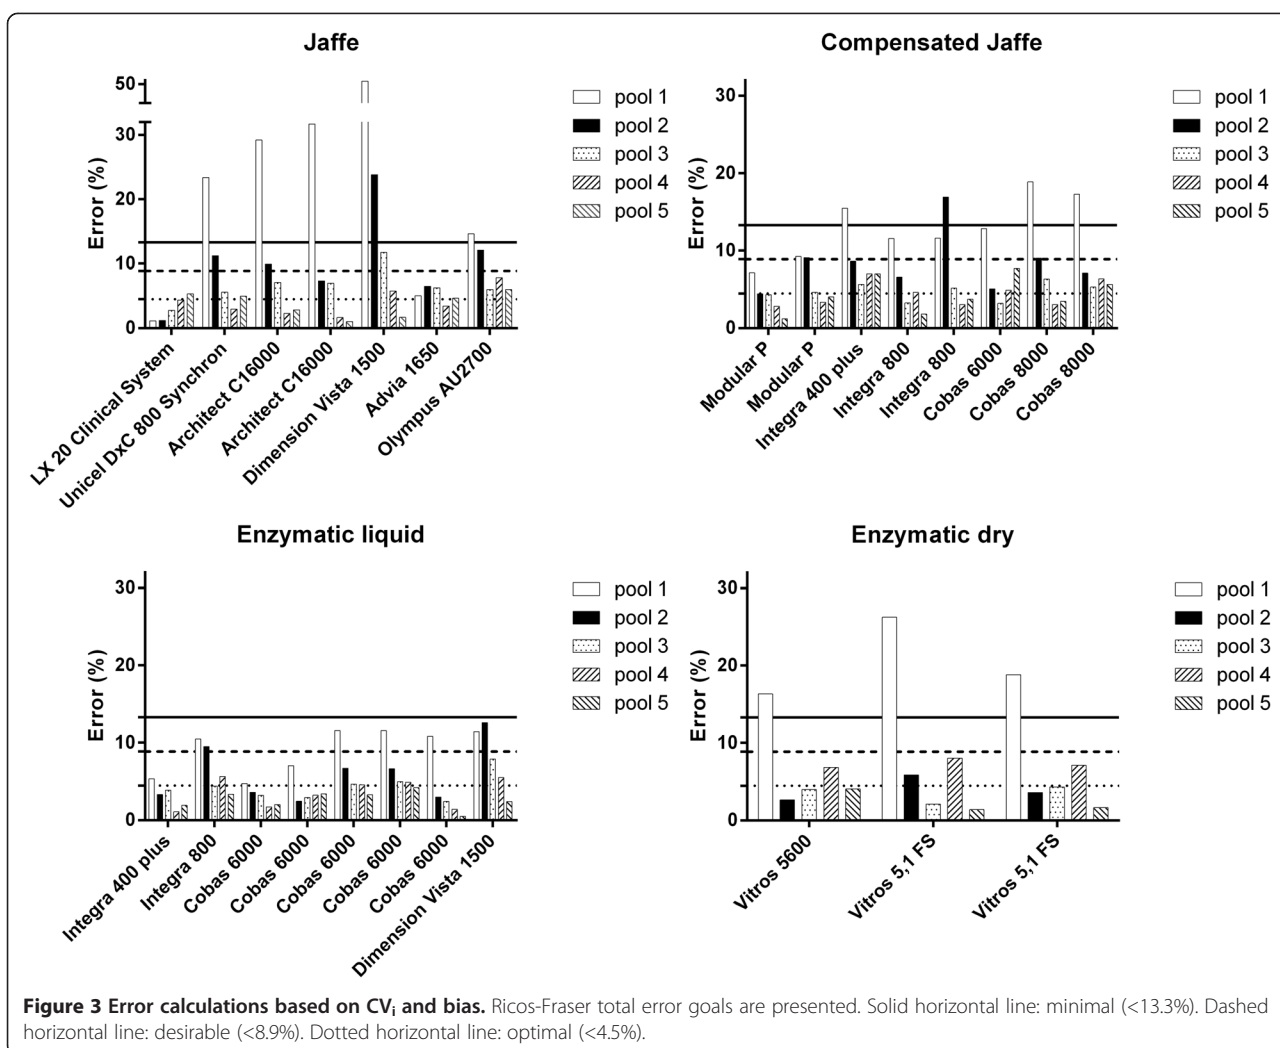 Jaffe
50
30
20
10
0
Error (%)
pool 1
pool 2
pool 3
pool 4
pool 5
LX 20 Clinical System
Unicel DxC 800 Synchron
Architect C16000
Architect C16000
Dimension Vista 1500
Advia 1650
Olympus AU2700
Compensated Jaffe
30
20
10
0
Error (%)
pool 1
pool 2
pool 3
pool 4
pool 5
Modular P
Modular P
Integra 400 plus
Integra 800
Integra 800
Cobas 6000
Cobas 8000
Cobas 8000
Enzymatic liquid
30
20
10
0
Error (%)
pool 1
pool 2
pool 3
pool 4
pool 5
Integra 400 plus
Integra 800
Cobas 6000
Cobas 6000
Cobas 6000
Cobas 6000
Cobas 6000
Dimension Vista 1500
Enzymatic dry
30
20
10
0
Error (%)
pool 1
pool 2
pool 3
pool 4
pool 5
Vitros 5600
Vitros 5,1 FS
Vitros 5,1 FS
Figure 3 Error calculations based on CVi and bias. Ricos-Fraser total error goals are presented. Solid horizontal line: minimal (<13.3%). Dashed
horizontal line: desirable (<8.9%). Dotted horizontal line: optimal (<4.5%).